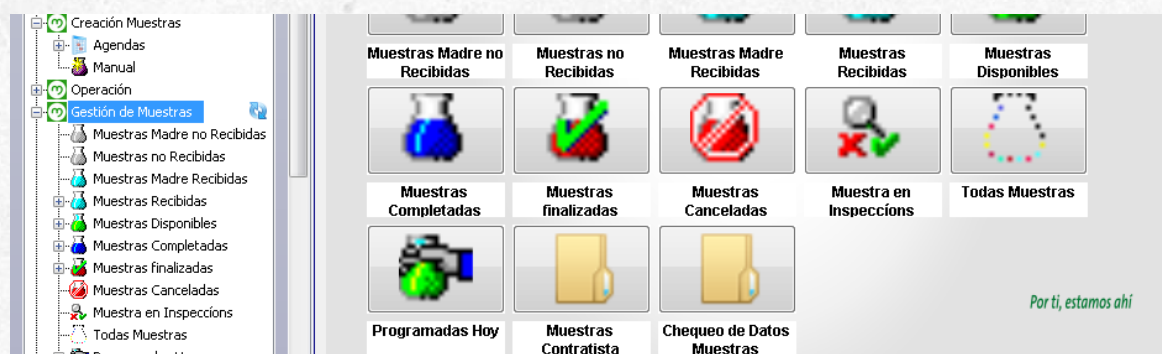 Creación Muestras
Agendas
Manual
Operación
Gestión de Muestras
Muestras Madre no Recibidas
Muestras no Recibidas
Muestras Madre Recibidas
Muestras Recibidas
Muestras Disponibles
Muestras Completadas
Muestras finalizadas
Muestras Canceladas
Muestra en Inspeccíons
Todas Muestras
Muestras Madre no
Recibidas
Muestras no
Recibidas
Muestras Madre
Recibidas
Muestras
Recibidas
Muestras
Disponibles
Muestras
Completadas
Muestras
finalizadas
Muestras
Canceladas
Muestra en
Inspeccíons
Todas Muestras
Programadas Hoy
Muestras
Contratista
Chequeo de Datos
Muestras
Por ti, estamos ahí